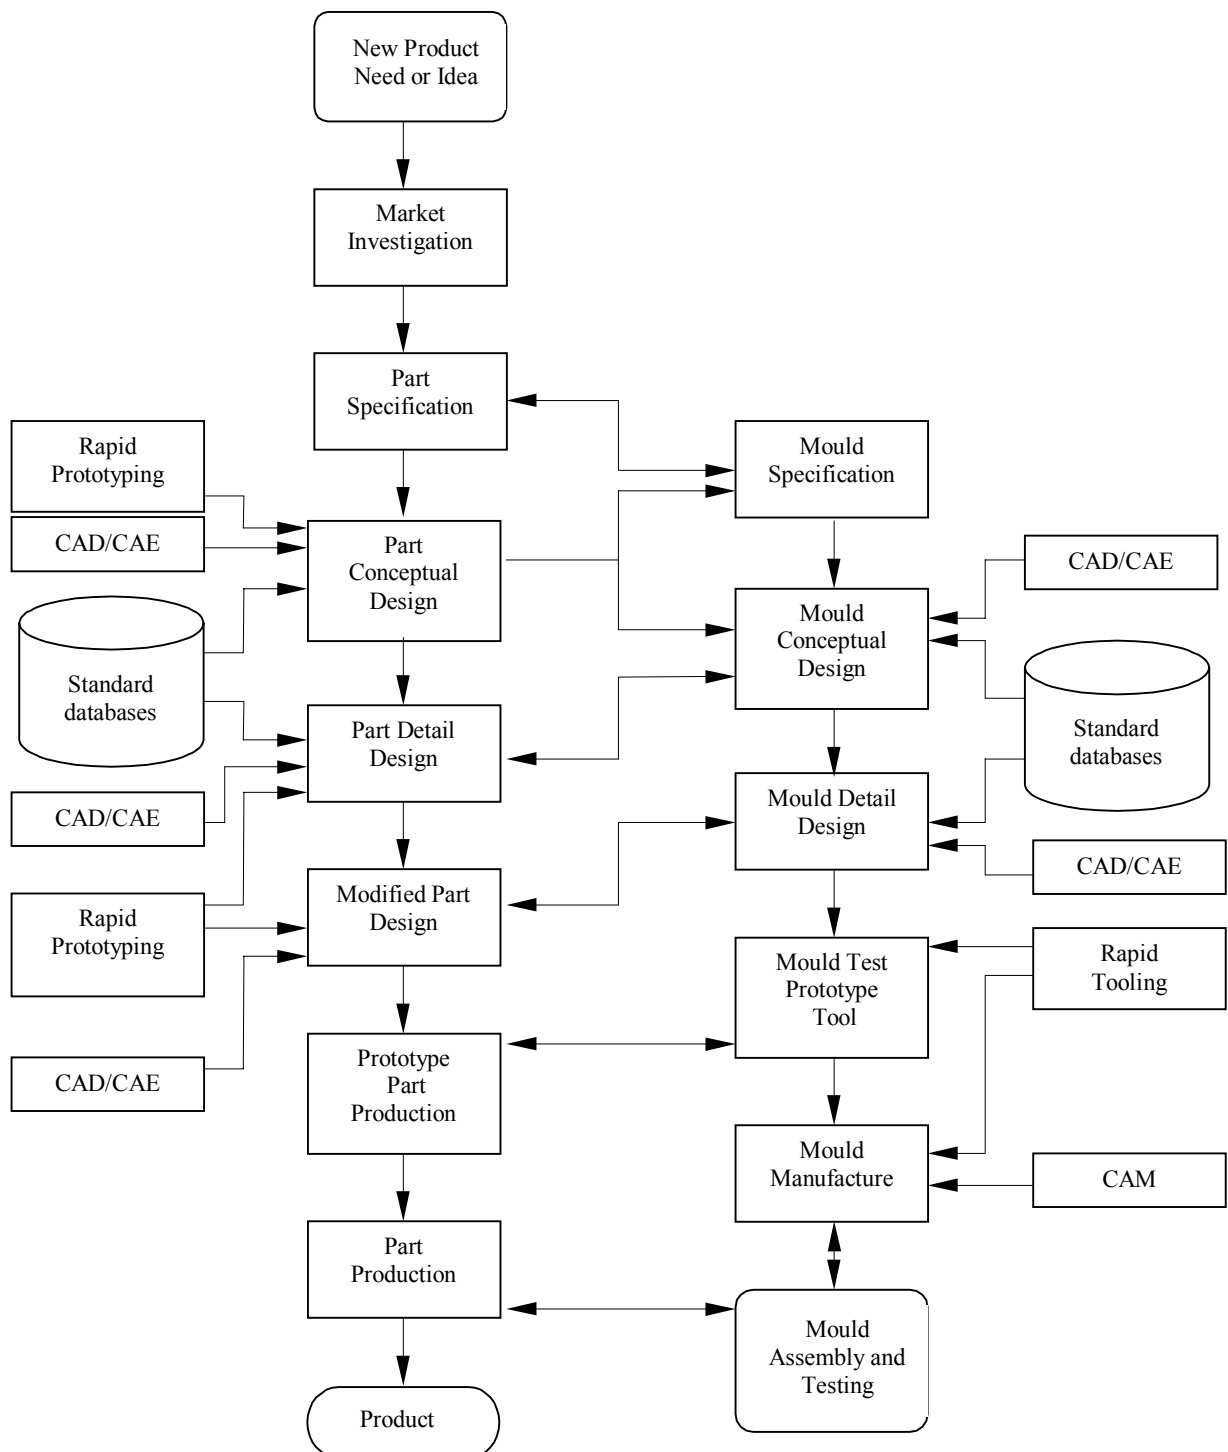 New Product
Need or Idea
Market
Investigation
Part
Specification
Rapid
Prototyping
Mould
Specification
CAD/CAE
Part
Conceptual
Design
CAD/CAE
Mould
Conceptual
Design
Standard
databases
Part Detail
Design
Standard
databases
CAD/CAE
Mould Detail
Design
CAD/CAE
Rapid
Prototyping
Modified Part
Design
Mould Test
Prototype
Tool
Rapid
Tooling
CAD/CAE
Prototype
Part
Production
Mould
Manufacture
CAM
Part
Production
Mould
Assembly and
Testing
Product